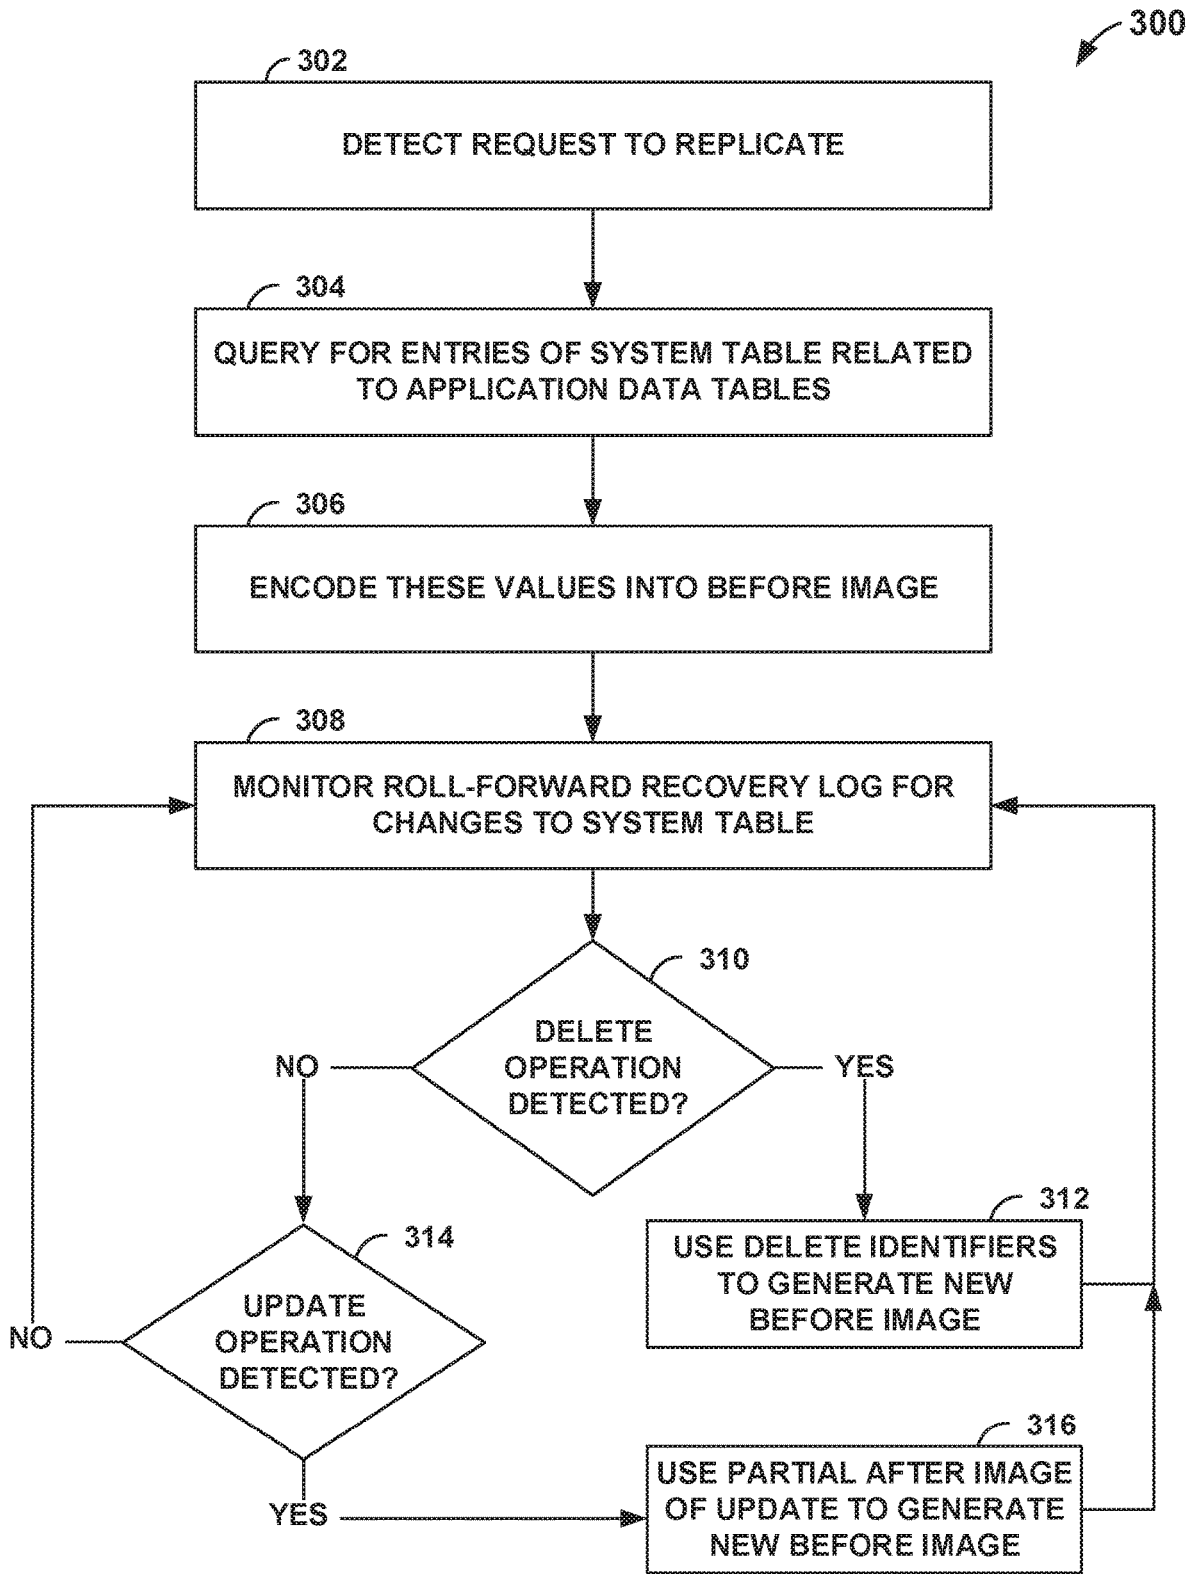 300
302
DETECT REQUEST TO REPLICATE
304
QUERY FOR ENTRIES OF SYSTEM TABLE RELATED
TO APPLICATION DATA TABLES
306
ENCODE THESE VALUES INTO BEFORE IMAGE
308
MONITOR ROLL-FORWARD RECOVERY LOG FOR
CHANGES TO SYSTEM TABLE
310
DELETE
OPERATION
DETECTED?
NO
YES
312
USE DELETE IDENTIFIERS
TO GENERATE NEW
BEFORE IMAGE
314
UPDATE
OPERATION
DETECTED?
NO
YES
316
USE PARTIAL AFTER IMAGE
OF UPDATE TO GENERATE
NEW BEFORE IMAGE